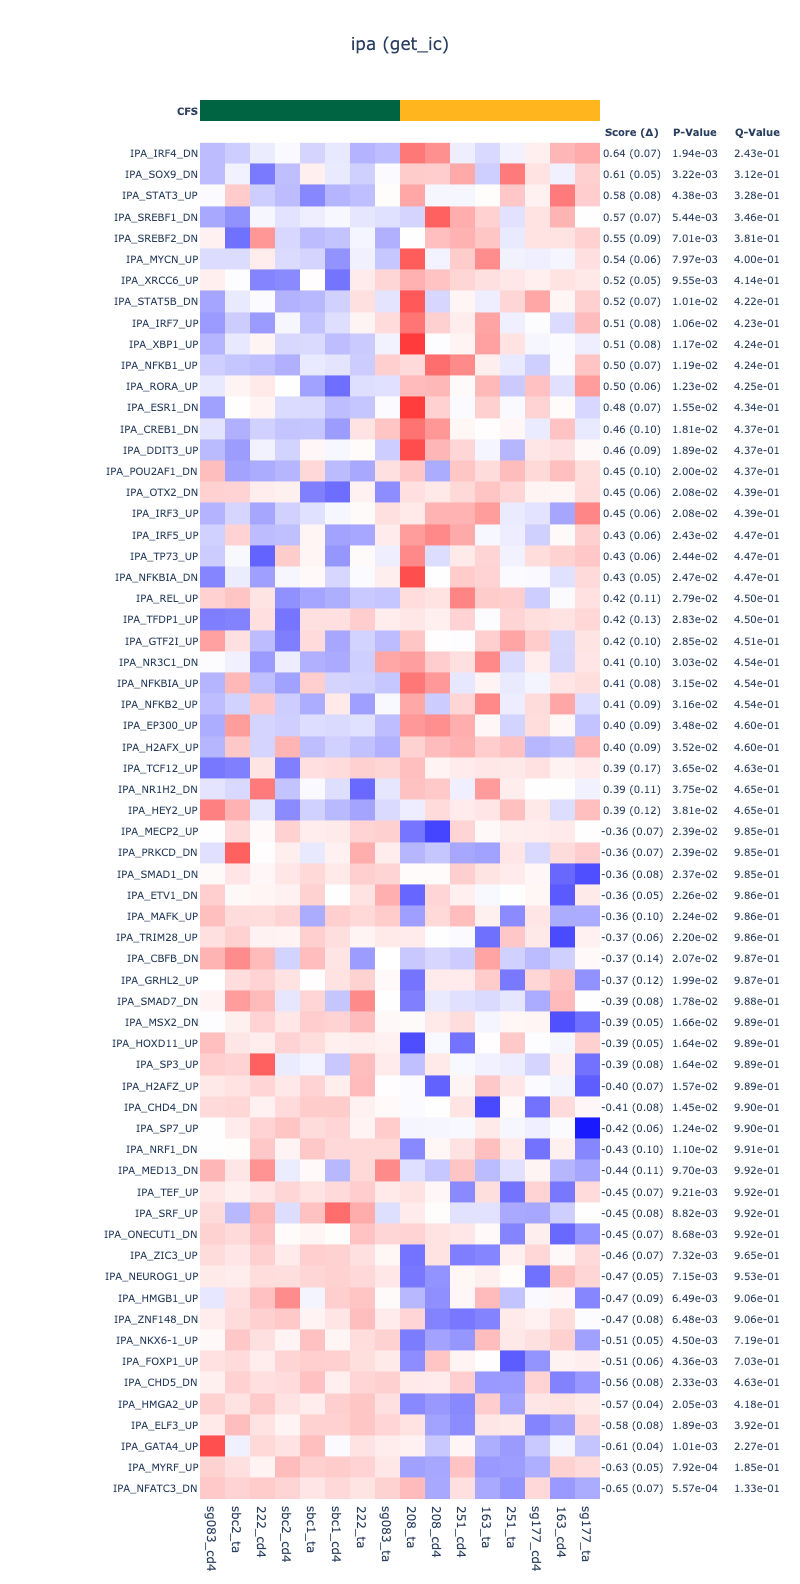 ipa (get_ic)
CFS
Score (Δ) P-Value Q-Value
IPA_IRF4_DN 0.64 (0.07) 1.94e-03 2.43e-01
IPA_SOX9_DN 0.61 (0.05) 3.22e-03 3.12e-01
IPA_STAT3_UP 0.58 (0.08) 4.38e-03 3.28e-01
IPA_SREBF1_DN 0.57 (0.07) 5.44e-03 3.46e-01
IPA_SREBF2_DN 0.55 (0.09) 7.01e-03 3.81e-01
IPA_MYCN_UP 0.54 (0.06) 7.97e-03 4.00e-01
IPA_XRCC6_UP 0.52 (0.05) 9.55e-03 4.14e-01
IPA_STAT5B_DN 0.52 (0.07) 1.01e-02 4.22e-01
IPA_IRF7_UP 0.51 (0.08) 1.06e-02 4.23e-01
IPA_XBP1_UP 0.51 (0.08) 1.17e-02 4.24e-01
IPA_NFKB1_UP 0.50 (0.07) 1.19e-02 4.24e-01
IPA_RORA_UP 0.50 (0.06) 1.23e-02 4.25e-01
IPA_ESR1_DN 0.48 (0.07) 1.55e-02 4.34e-01
IPA_CREB1_DN 0.46 (0.10) 1.81e-02 4.37e-01
IPA_DDIT3_UP 0.46 (0.09) 1.89e-02 4.37e-01
IPA_POU2AF1_DN 0.45 (0.10) 2.00e-02 4.37e-01
IPA_OTX2_DN 0.45 (0.06) 2.08e-02 4.39e-01
IPA_IRF3_UP 0.45 (0.06) 2.08e-02 4.39e-01
IPA_IRF5_UP 0.43 (0.06) 2.43e-02 4.47e-01
IPA_TP73_UP 0.43 (0.06) 2.44e-02 4.47e-01
IPA_NFKBIA_DN 0.43 (0.05) 2.47e-02 4.47e-01
IPA_REL_UP 0.42 (0.11) 2.79e-02 4.50e-01
IPA_TFDP1_UP 0.42 (0.13) 2.83e-02 4.50e-01
IPA_GTF2I_UP 0.42 (0.10) 2.85e-02 4.51e-01
IPA_NR3C1_DN 0.41 (0.10) 3.03e-02 4.54e-01
IPA_NFKBIA_UP 0.41 (0.08) 3.15e-02 4.54e-01
IPA_NFKB2_UP 0.41 (0.09) 3.16e-02 4.54e-01
IPA_EP300_UP 0.40 (0.09) 3.48e-02 4.60e-01
IPA_H2AFX_UP 0.40 (0.09) 3.52e-02 4.60e-01
IPA_TCF12_UP 0.39 (0.17) 3.65e-02 4.63e-01
IPA_NR1H2_DN 0.39 (0.11) 3.75e-02 4.65e-01
IPA_HEY2_UP 0.39 (0.12) 3.81e-02 4.65e-01
IPA_MECP2_UP -0.36 (0.07) 2.39e-02 9.85e-01
IPA_PRKCD_DN -0.36 (0.07) 2.39e-02 9.85e-01
IPA_SMAD1_DN -0.36 (0.08) 2.37e-02 9.85e-01
IPA_ETV1_DN -0.36 (0.05) 2.26e-02 9.86e-01
IPA_MAFK_UP -0.36 (0.10) 2.24e-02 9.86e-01
IPA_TRIM28_UP -0.37 (0.06) 2.20e-02 9.86e-01
IPA_CBFB_DN -0.37 (0.14) 2.07e-02 9.87e-01
IPA_GRHL2_UP -0.37 (0.12) 1.99e-02 9.87e-01
IPA_SMAD7_DN -0.39 (0.08) 1.78e-02 9.88e-01
IPA_MSX2_DN -0.39 (0.05) 1.66e-02 9.89e-01
IPA_HOXD11_UP -0.39 (0.05) 1.64e-02 9.89e-01
IPA_SP3_UP -0.39 (0.08) 1.64e-02 9.89e-01
IPA_H2AFZ_UP -0.40 (0.07) 1.57e-02 9.89e-01
IPA_CHD4_DN -0.41 (0.08) 1.45e-02 9.90e-01
IPA_SP7_UP -0.42 (0.06) 1.24e-02 9.90e-01
IPA_NRF1_DN -0.43 (0.10) 1.10e-02 9.91e-01
IPA_MED13_DN -0.44 (0.11) 9.70e-03 9.92e-01
IPA_TEF_UP -0.45 (0.07) 9.21e-03 9.92e-01
IPA_SRF_UP -0.45 (0.08) 8.82e-03 9.92e-01
IPA_ONECUT1_DN -0.45 (0.07) 8.68e-03 9.92e-01
IPA_ZIC3_UP -0.46 (0.07) 7.32e-03 9.65e-01
IPA_NEUROG1_UP -0.47 (0.05) 7.15e-03 9.53e-01
IPA_HMGB1_UP -0.47 (0.09) 6.49e-03 9.06e-01
IPA_ZNF148_DN -0.47 (0.08) 6.48e-03 9.06e-01
IPA_NKX6-1_UP -0.51 (0.05) 4.50e-03 7.19e-01
IPA_FOXP1_UP -0.51 (0.06) 4.36e-03 7.03e-01
IPA_CHD5_DN -0.56 (0.08) 2.33e-03 4.63e-01
IPA_HMGA2_UP -0.57 (0.04) 2.05e-03 4.18e-01
IPA_ELF3_UP -0.58 (0.08) 1.89e-03 3.92e-01
IPA_GATA4_UP -0.61 (0.04) 1.01e-03 2.27e-01
IPA_MYRF_UP -0.63 (0.05) 7.92e-04 1.85e-01
IPA_NFATC3_DN -0.65 (0.07) 5.57e-04 1.33e-01
sg083_cd4 sbc2_ta 222_cd4 sbc2_cd4 sbc1_ta sbc1_cd4 222_ta sg083_ta 208_ta 208_cd4 251_cd4 163_ta 251_ta sg177_cd4 163_cd4 sg177_ta